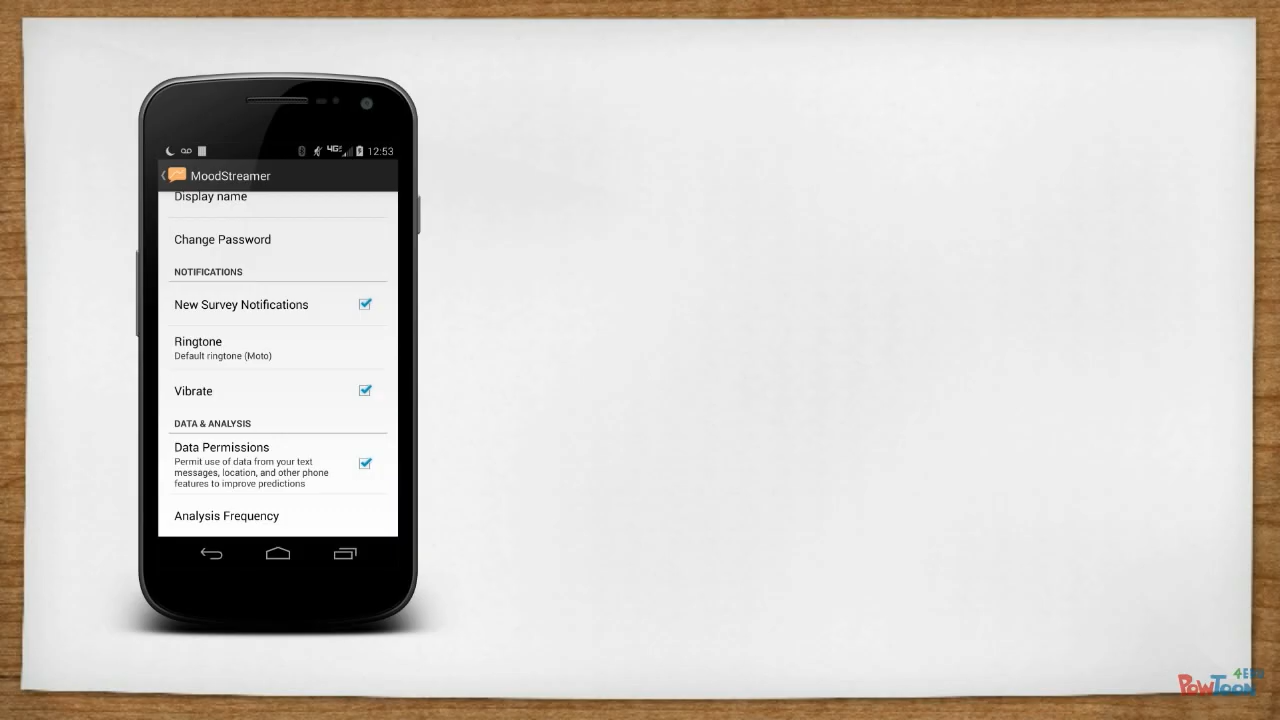 4G
12:53
MoodStreamer
Display name
Change Password
NOTIFICATIONS
New Survey Notifications
Ringtone
Default ringtone (Moto)
Vibrate
DATA & ANALYSIS
Data Permissions
Permit use of data from your text
messages, location, and other phone
features to improve predictions
Analysis Frequency
4EDU
PowToon